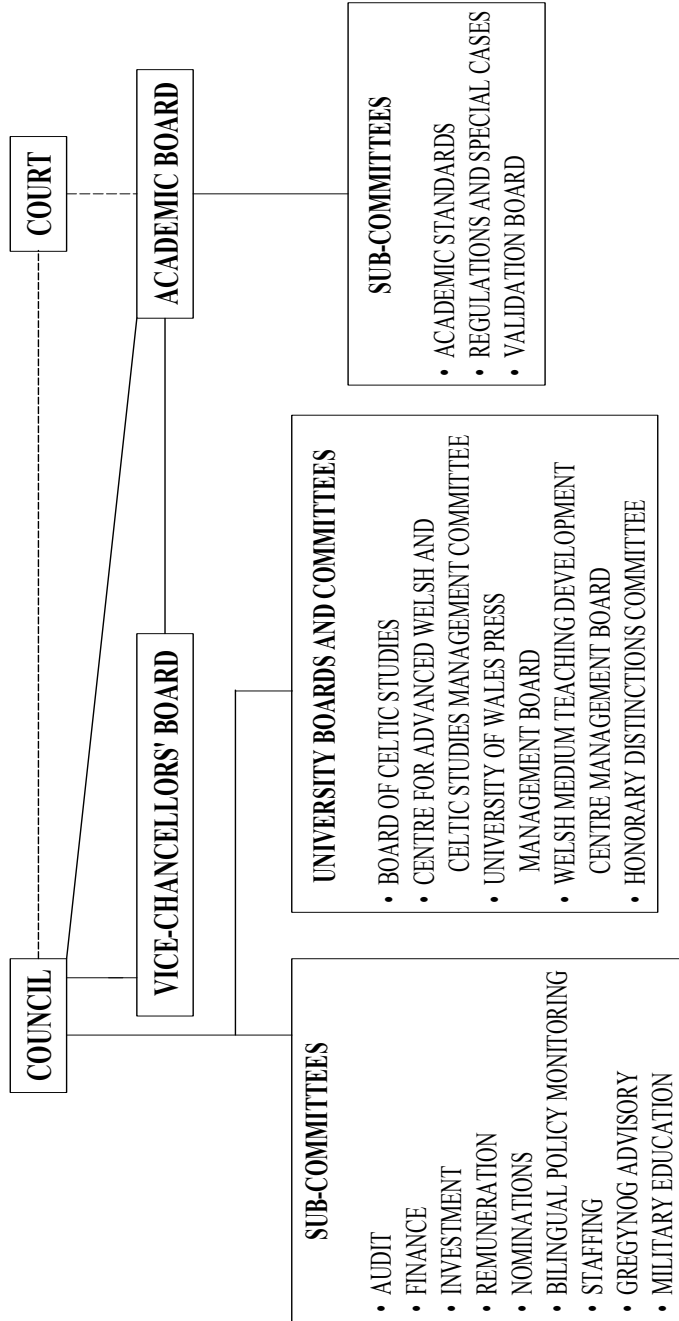 COUNCIL
COURT
VICE-CHANCELLORS' BOARD
ACADEMIC BOARD
SUB-COMMITTEES
• AUDIT
• FINANCE
• INVESTMENT
• REMUNERATION
• NOMINATIONS
• BILINGUAL POLICY MONITORING
• STAFFING
• GREGYNOG ADVISORY
• MILITARY EDUCATION
UNIVERSITY BOARDS AND COMMITTEES
• BOARD OF CELTIC STUDIES
• CENTRE FOR ADVANCED WELSH AND
CELTIC STUDIES MANAGEMENT COMMITTEE
• UNIVERSITY OF WALES PRESS
MANAGEMENT BOARD
• WELSH MEDIUM TEACHING DEVELOPMENT
CENTRE MANAGEMENT BOARD
• HONORARY DISTINCTIONS COMMITTEE
SUB-COMMITTEES
• ACADEMIC STANDARDS
• REGULATIONS AND SPECIAL CASES
• VALIDATION BOARD